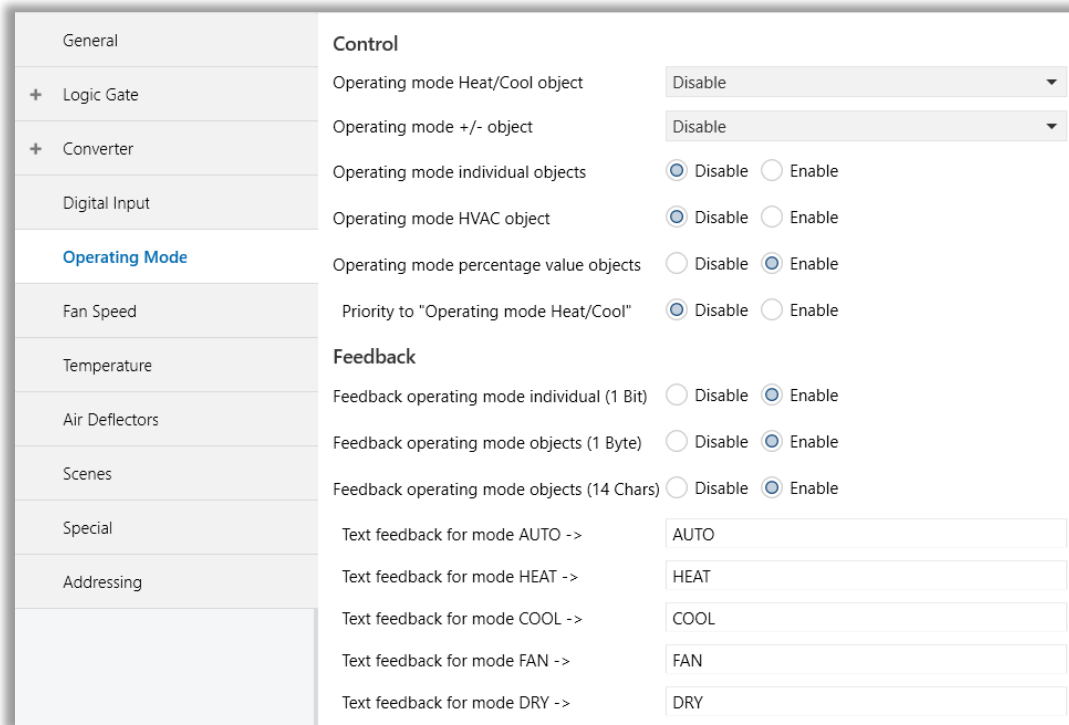 General
+ Logic Gate
+ Converter
Digital Input
Operating Mode
Fan Speed
Temperature
Air Deflectors
Scenes
Special
Addressing
Control
Operating mode Heat/Cool object Disable
Operating mode +/- object Disable
Operating mode individual objects Disable Enable
Operating mode HVAC object Disable Enable
Operating mode percentage value objects Disable Enable
Priority to "Operating mode Heat/Cool" Disable Enable
Feedback
Feedback operating mode individual (1 Bit) Disable Enable
Feedback operating mode objects (1 Byte) Disable Enable
Feedback operating mode objects (14 Chars) Disable Enable
Text feedback for mode AUTO -> AUTO
Text feedback for mode HEAT -> HEAT
Text feedback for mode COOL -> COOL
Text feedback for mode FAN -> FAN
Text feedback for mode DRY -> DRY